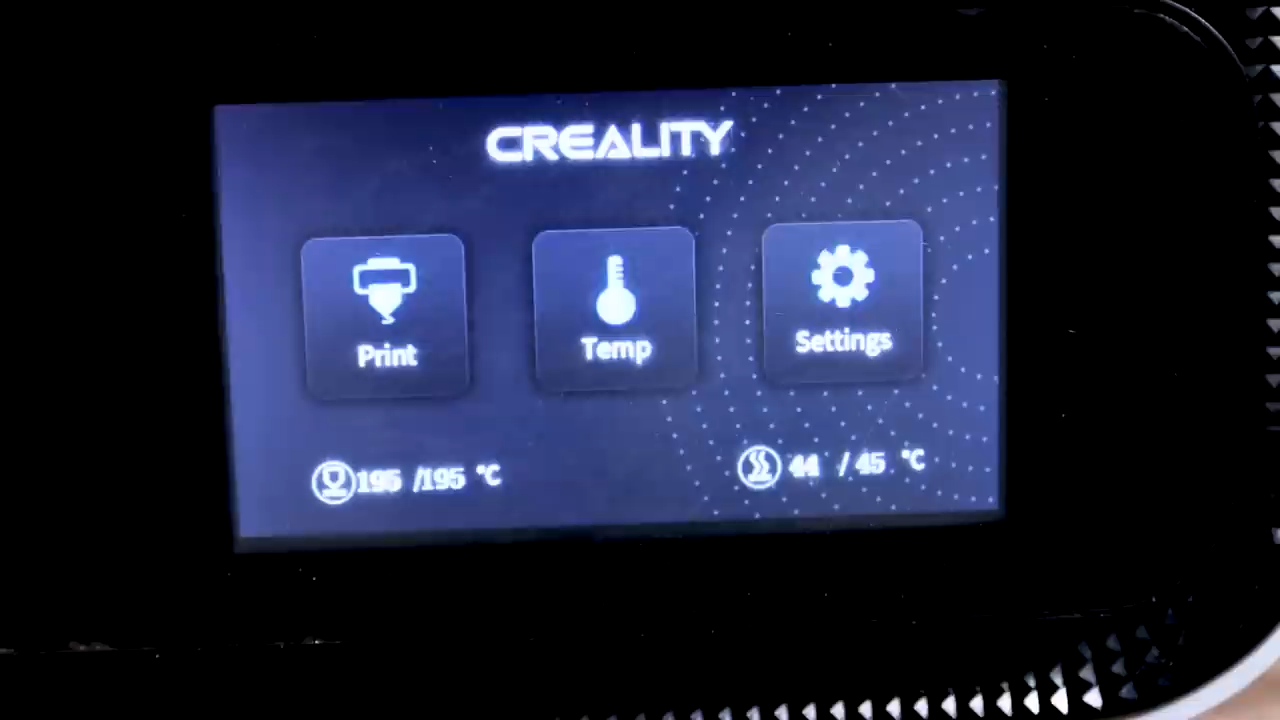 CREALITY
Print
Temp
Settings
195 /195 °C
44 / 45 °C